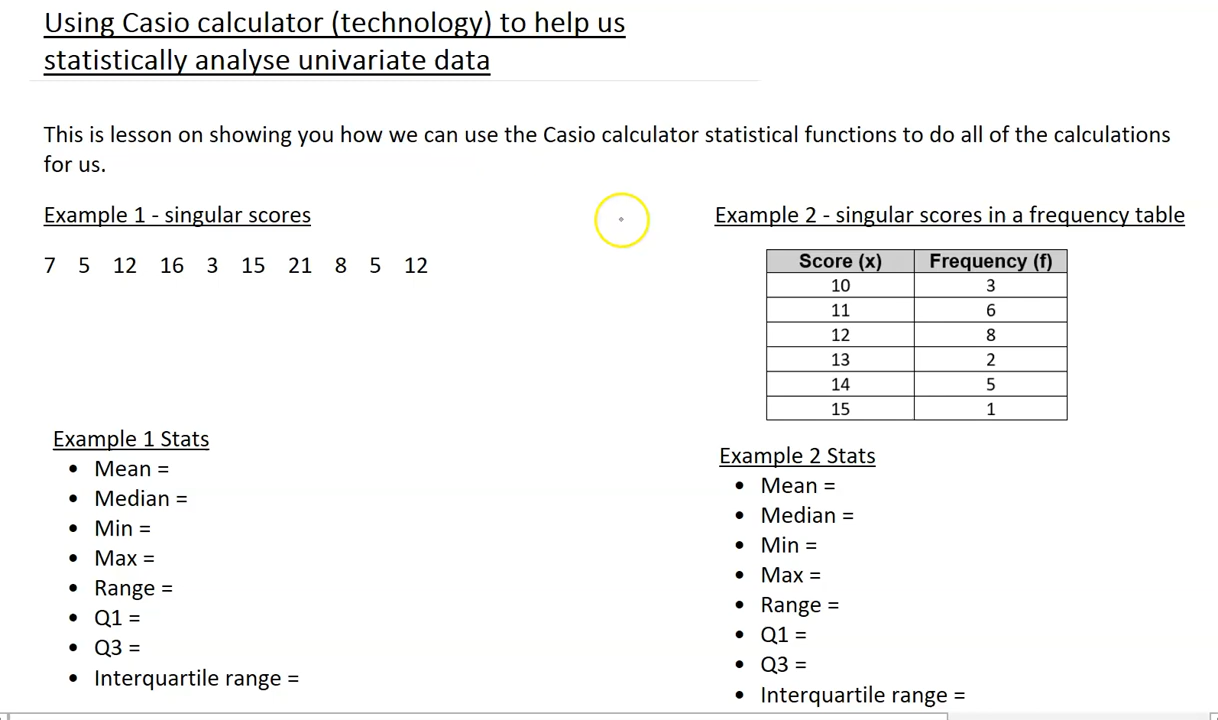 Using Casio calculator (technology) to help us
statistically analyse univariate data
This is lesson on showing you how we can use the Casio calculator statistical functions to do all of the calculations
for us.
Example 1 - singular scores
7 5 12 16 3 15 21 8 5 12
Example 1 Stats
• Mean =
• Median =
• Min =
• Max =
• Range =
• Q1 =
• Q3 =
• Interquartile range =
Example 2 - singular scores in a frequency table
Score (x) Frequency (f)
10 3
11 6
12 8
13 2
14 5
15 1
Example 2 Stats
• Mean =
• Median =
• Min =
• Max =
• Range =
• Q1 =
• Q3 =
• Interquartile range =